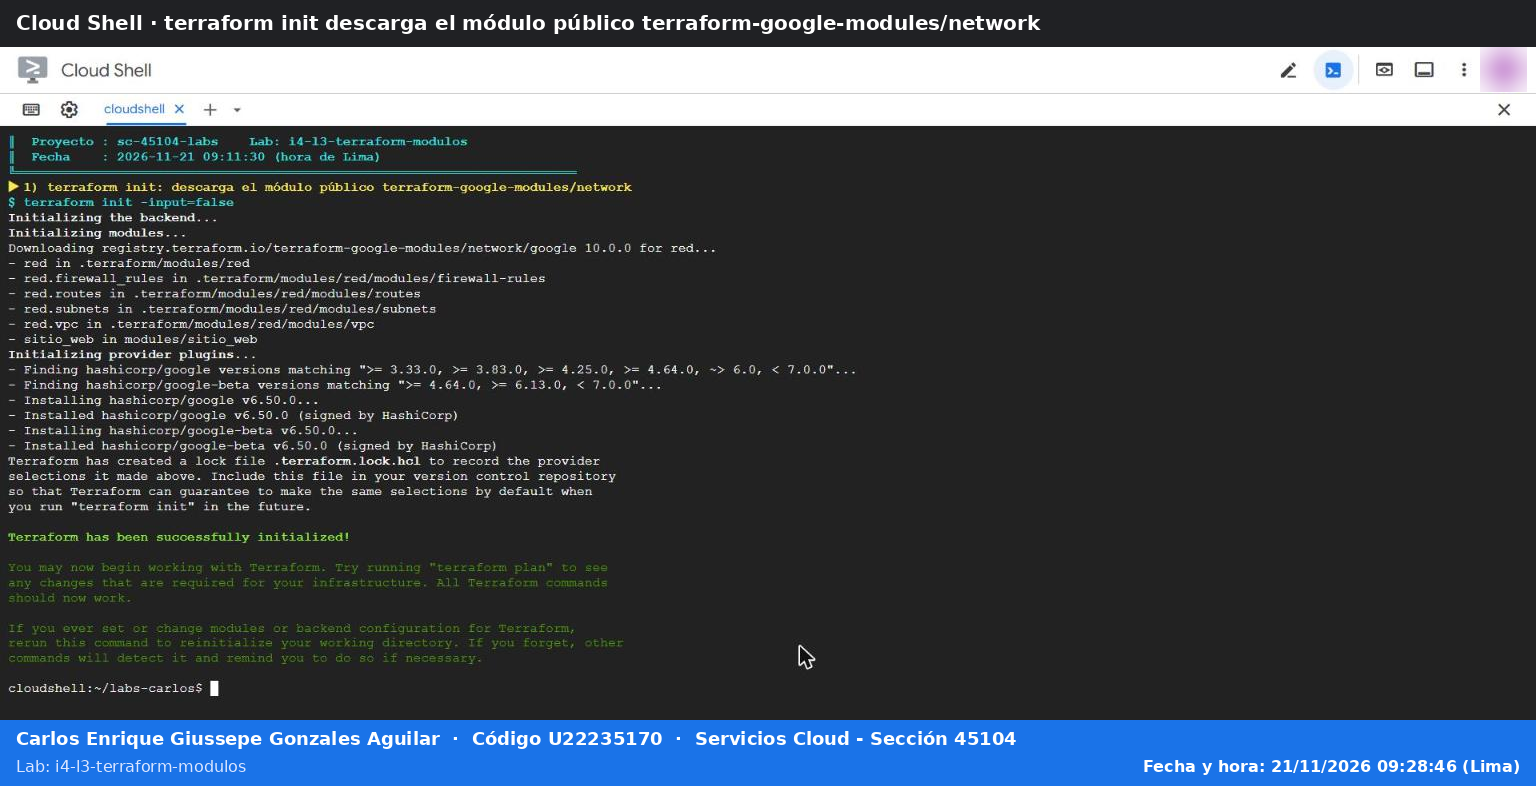 Cloud Shell · terraform init descarga el módulo público terraform-google-modules/network
Cloud Shell
cloudshell
Proyecto : sc-45104-labs    Lab: i4-l3-terraform-modulos
Fecha    : 2026-11-21 09:11:30 (hora de Lima)
1) terraform init: descarga el módulo público terraform-google-modules/network
$ terraform init -input=false
Initializing the backend...
Initializing modules...
Downloading registry.terraform.io/terraform-google-modules/network/google 10.0.0 for red...
- red in .terraform/modules/red
- red.firewall_rules in .terraform/modules/red/modules/firewall-rules
- red.routes in .terraform/modules/red/modules/routes
- red.subnets in .terraform/modules/red/modules/subnets
- red.vpc in .terraform/modules/red/modules/vpc
- sitio_web in modules/sitio_web
Initializing provider plugins...
- Finding hashicorp/google versions matching ">= 3.33.0, >= 3.83.0, >= 4.25.0, >= 4.64.0, ~> 6.0, < 7.0.0"...
- Finding hashicorp/google-beta versions matching ">= 4.64.0, >= 6.13.0, < 7.0.0"...
- Installing hashicorp/google v6.50.0...
- Installed hashicorp/google v6.50.0 (signed by HashiCorp)
- Installing hashicorp/google-beta v6.50.0...
- Installed hashicorp/google-beta v6.50.0 (signed by HashiCorp)
Terraform has created a lock file .terraform.lock.hcl to record the provider
selections it made above. Include this file in your version control repository
so that Terraform can guarantee to make the same selections by default when
you run "terraform init" in the future.
Terraform has been successfully initialized!
You may now begin working with Terraform. Try running "terraform plan" to see
any changes that are required for your infrastructure. All Terraform commands
should now work.
If you ever set or change modules or backend configuration for Terraform,
rerun this command to reinitialize your working directory. If you forget, other
commands will detect it and remind you to do so if necessary.
cloudshell:~/labs-carlos$
Carlos Enrique Giussepe Gonzales Aguilar · Código U22235170 · Servicios Cloud - Sección 45104
Lab: i4-l3-terraform-modulos
Fecha y hora: 21/11/2026 09:28:46 (Lima)